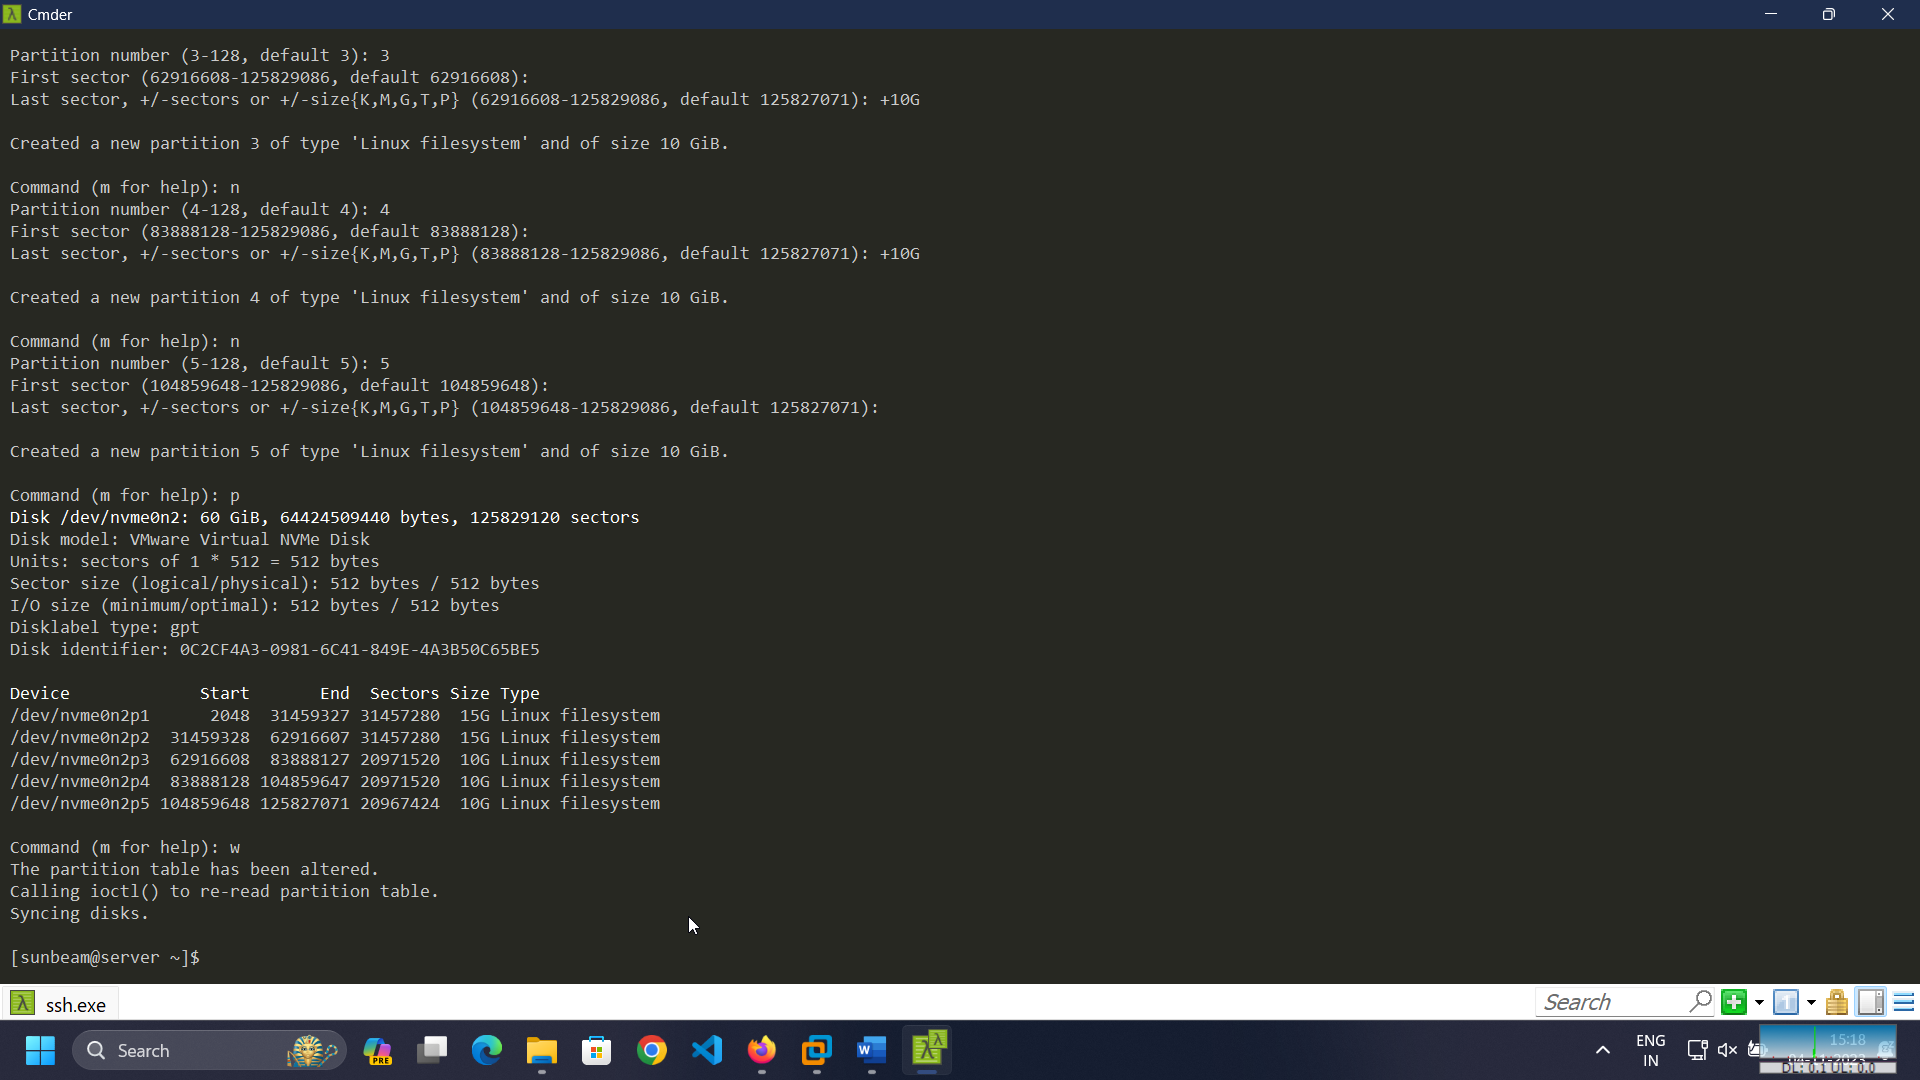 Cmder
Partition number (3-128, default 3): 3
First sector (62916608-125829086, default 62916608):
Last sector, +/-sectors or +/-size{K,M,G,T,P} (62916608-125829086, default 125827071): +10G
Created a new partition 3 of type 'Linux filesystem' and of size 10 GiB.
Command (m for help): n
Partition number (4-128, default 4): 4
First sector (83888128-125829086, default 83888128):
Last sector, +/-sectors or +/-size{K,M,G,T,P} (83888128-125829086, default 125827071): +10G
Created a new partition 4 of type 'Linux filesystem' and of size 10 GiB.
Command (m for help): n
Partition number (5-128, default 5): 5
First sector (104859648-125829086, default 104859648):
Last sector, +/-sectors or +/-size{K,M,G,T,P} (104859648-125829086, default 125827071):
Created a new partition 5 of type 'Linux filesystem' and of size 10 GiB.
Command (m for help): p
Disk /dev/nvme0n2: 60 GiB, 64424509440 bytes, 125829120 sectors
Disk model: VMware Virtual NVMe Disk
Units: sectors of 1 * 512 = 512 bytes
Sector size (logical/physical): 512 bytes / 512 bytes
I/O size (minimum/optimal): 512 bytes / 512 bytes
Disklabel type: gpt
Disk identifier: 0C2CF4A3-0981-6C41-849E-4A3B50C65BE5
Device Start End Sectors Size Type
/dev/nvme0n2p1 2048 31459327 31457280 15G Linux filesystem
/dev/nvme0n2p2 31459328 62916607 31457280 15G Linux filesystem
/dev/nvme0n2p3 62916608 83888127 20971520 10G Linux filesystem
/dev/nvme0n2p4 83888128 104859647 20971520 10G Linux filesystem
/dev/nvme0n2p5 104859648 125827071 20967424 10G Linux filesystem
Command (m for help): w
The partition table has been altered.
Calling ioctl() to re-read partition table.
Syncing disks.
[sunbeam@server ~]$
ssh.exe
Search
1
Search
PRE
ENG
IN
15:18
04-11-2023
DL: 0.1 UL: 0.0